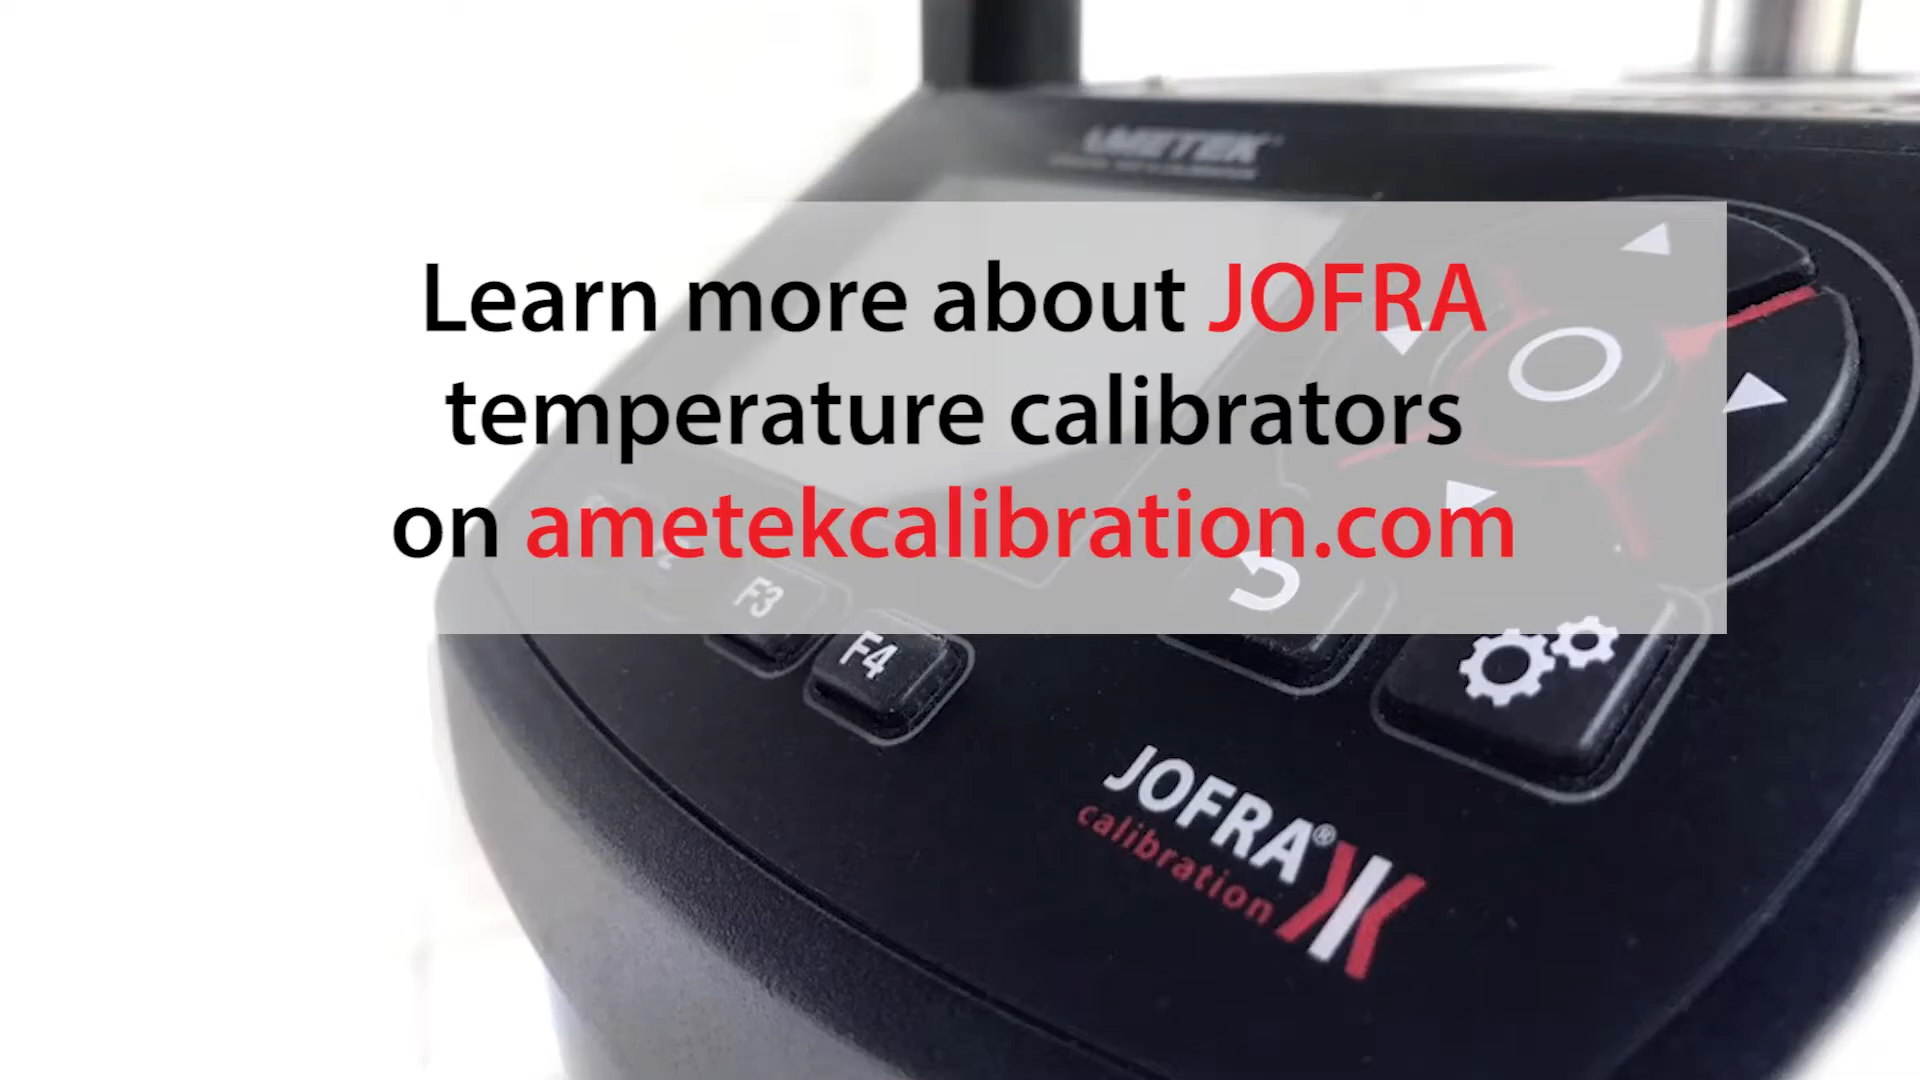 AMETEK
Learn more about JOFRA
temperature calibrators
on ametekcalibration.com
F3
F4
JOFRA®
calibration